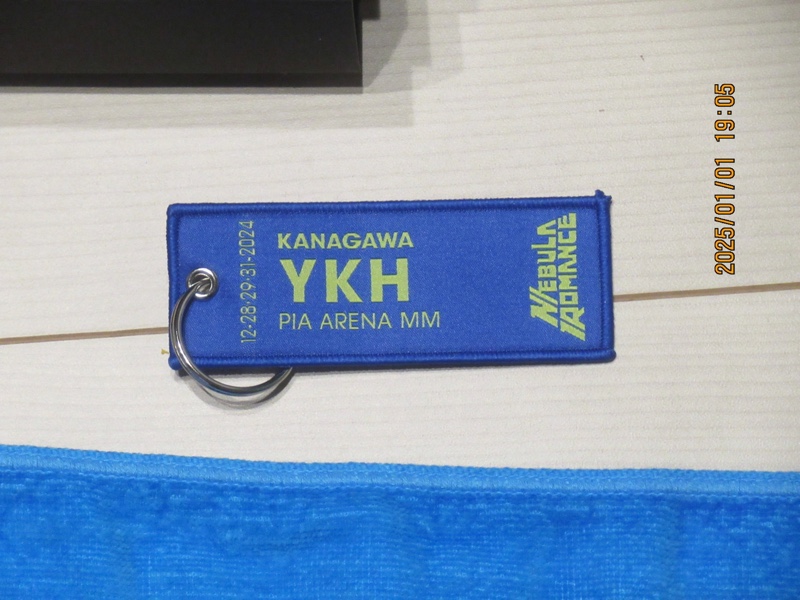 12-28·29·31-2024
KANAGAWA
YKH
PIA ARENA MM
NEBULA
ROMANCE
2025/01/01 19:05